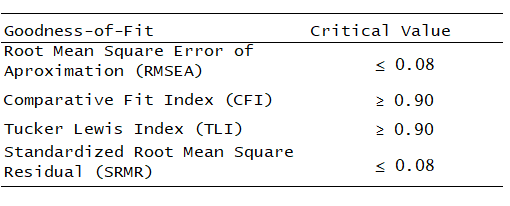 Goodness-of-Fit Critical Value
Root Mean Square Error of
Aproximation (RMSEA) ≤ 0.08
Comparative Fit Index (CFI) ≥ 0.90
Tucker Lewis Index (TLI) ≥ 0.90
Standardized Root Mean Square
Residual (SRMR) ≤ 0.08